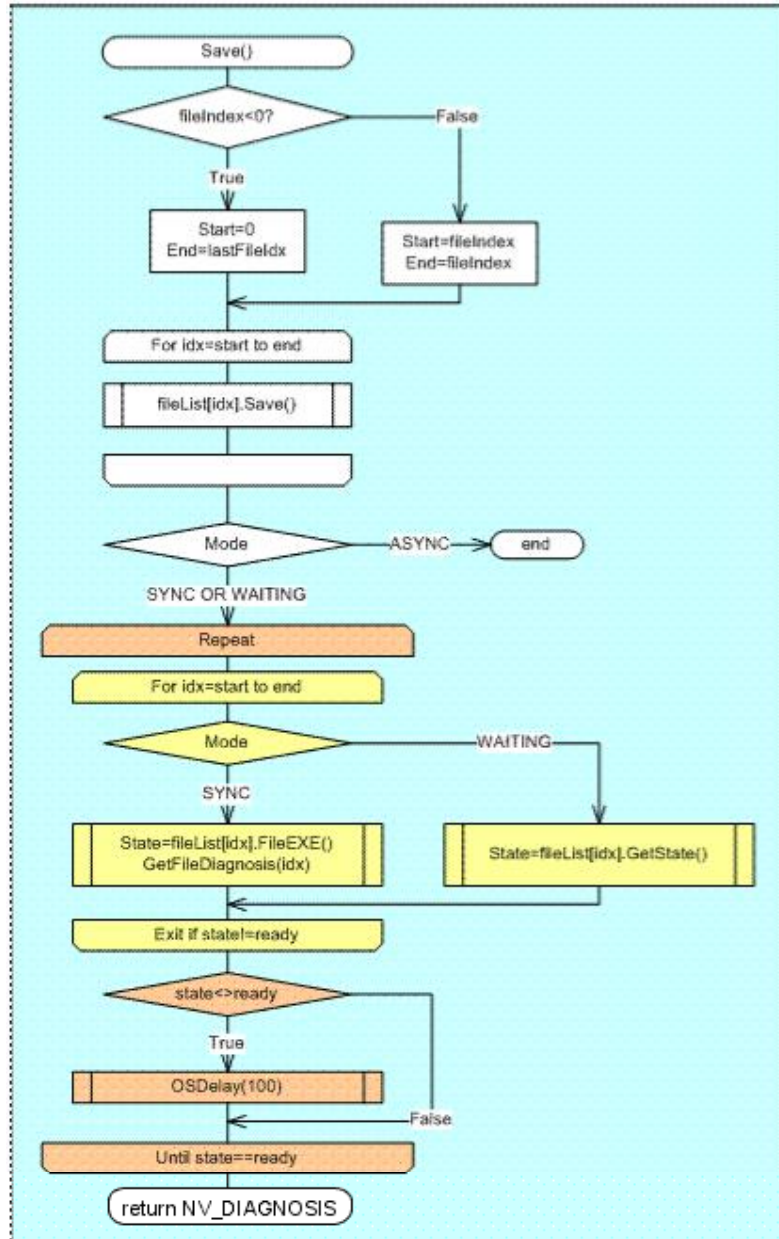 Save()
fileIndex<0?
False
True
Start=0
End=lastFileIdx
Start=fileIndex
End=fileIndex
For idx=start to end
fileList[idx].Save()
Mode
ASYNC
end
SYNC OR WAITING
Repeat
For idx=start to end
Mode
WAITING
SYNC
State=fileList[idx].FileEXE()
GetFileDiagnosis(idx)
State=fileList[idx].GetState()
Exit if state!=ready
state<>ready
True
OSDelay(100)
False
Until state==ready
return NV_DIAGNOSIS